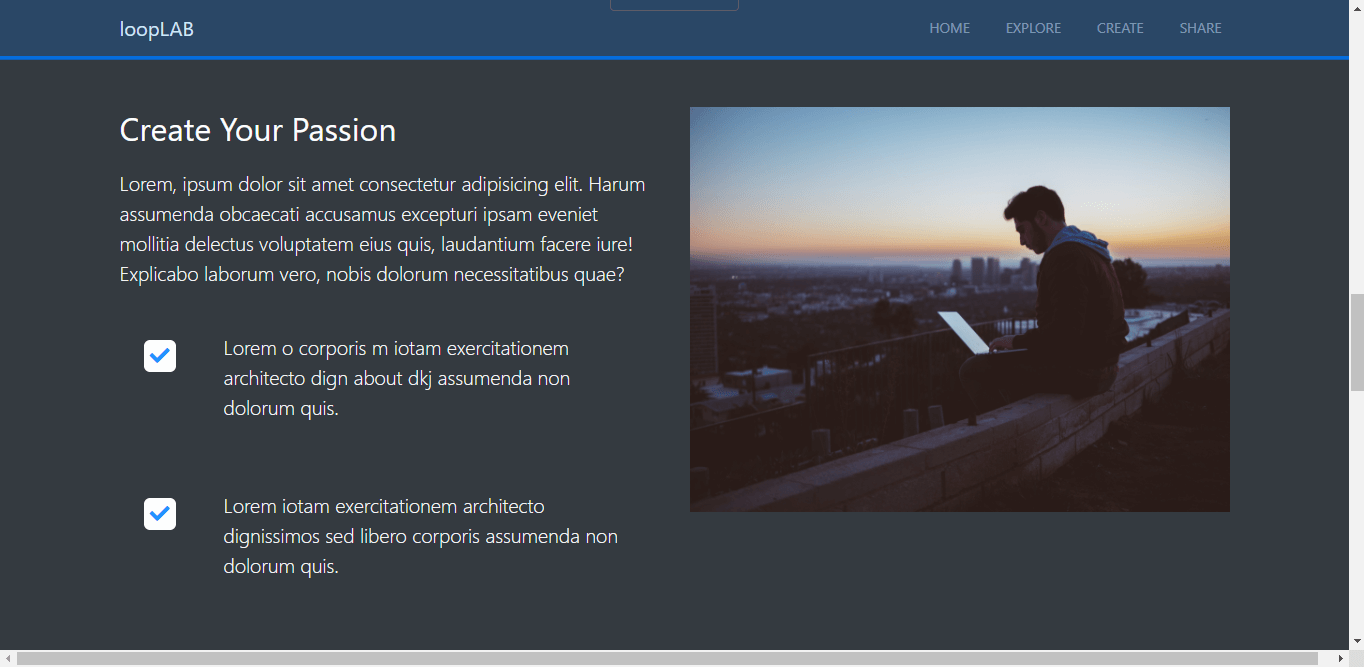 loopLAB
HOME EXPLORE CREATE SHARE
Create Your Passion
Lorem, ipsum dolor sit amet consectetur adipisicing elit. Harum
assumenda obcaecati accusamus excepturi ipsam eveniet
mollitia delectus voluptatem eius quis, laudantium facere iure!
Explicabo laborum vero, nobis dolorum necessitatibus quae?
Lorem o corporis m iotam exercitationem
architecto dign about dkj assumenda non
dolorum quis.
Lorem iotam exercitationem architecto
dignissimos sed libero corporis assumenda non
dolorum quis.